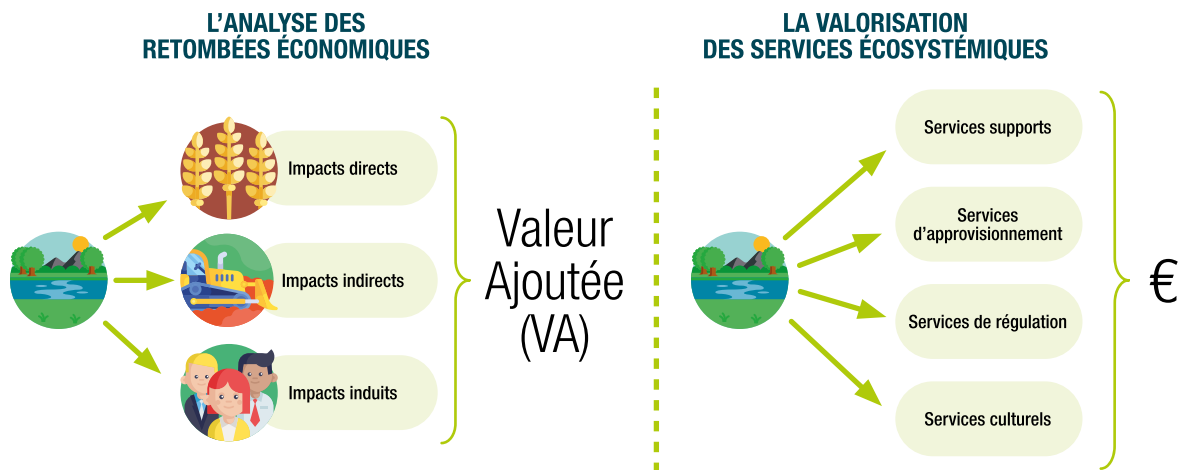 L'ANALYSE DES
RETOMBÉES ÉCONOMIQUES
Impacts directs
Impacts indirects
Impacts induits
Valeur
Ajoutée
(VA)
LA VALORISATION
DES SERVICES ÉCOSYSTÉMIQUES
Services supports
Services
d'approvisionnement
Services de régulation
Services culturels
€